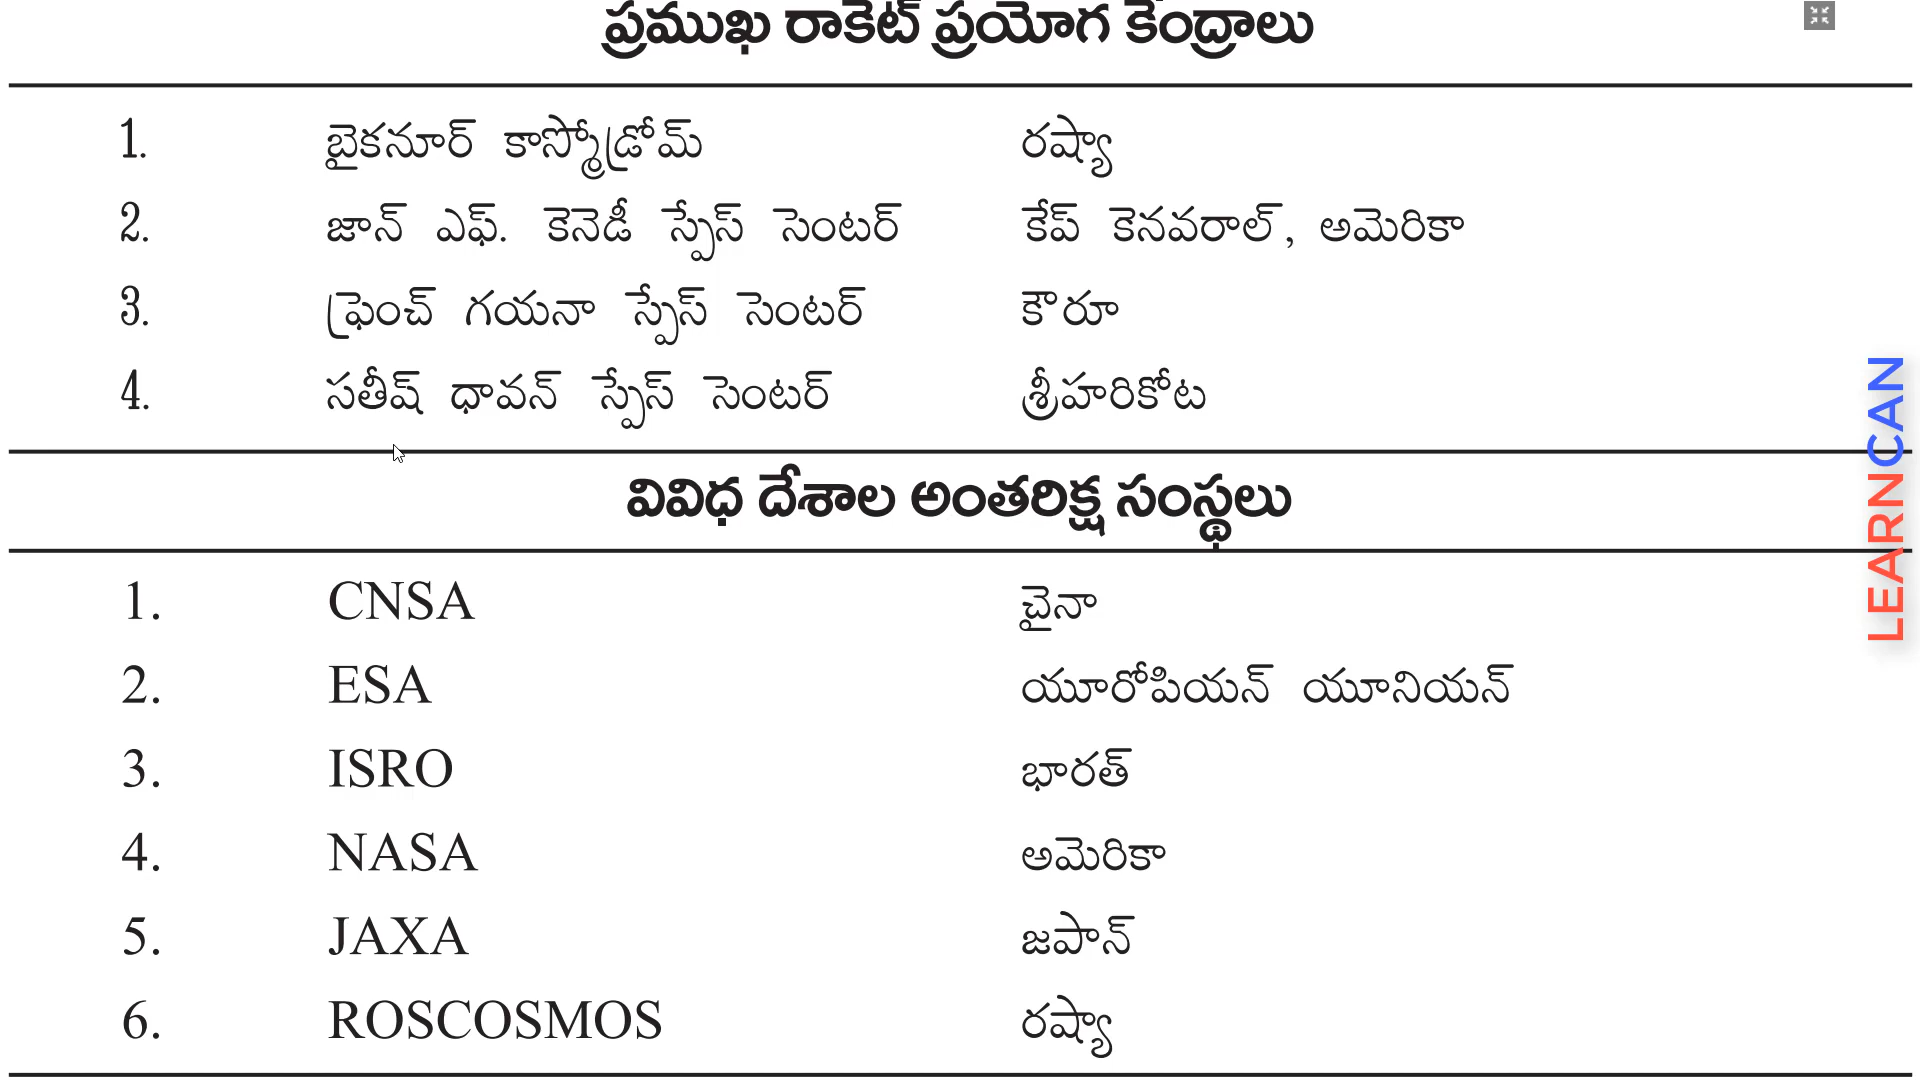 ప్రముఖ రాకెట్ ప్రయోగ కేంద్రాలు
1. బైకనూర్ కాస్మోడ్రోమ్ రష్యా
2. జాన్ ఎఫ్. కెనెడీ స్పేస్ సెంటర్ కేప్ కెనవరాల్, అమెరికా
3. ఫ్రెంచ్ గయనా స్పేస్ సెంటర్ కౌరూ
4. సతీష్ ధావన్ స్పేస్ సెంటర్ శ్రీహరికోట
వివిధ దేశాల అంతరిక్ష సంస్థలు
1. CNSA చైనా
2. ESA యూరోపియన్ యూనియన్
3. ISRO భారత్
4. NASA అమెరికా
5. JAXA జపాన్
6. ROSCOSMOS రష్యా
LEARNCAN